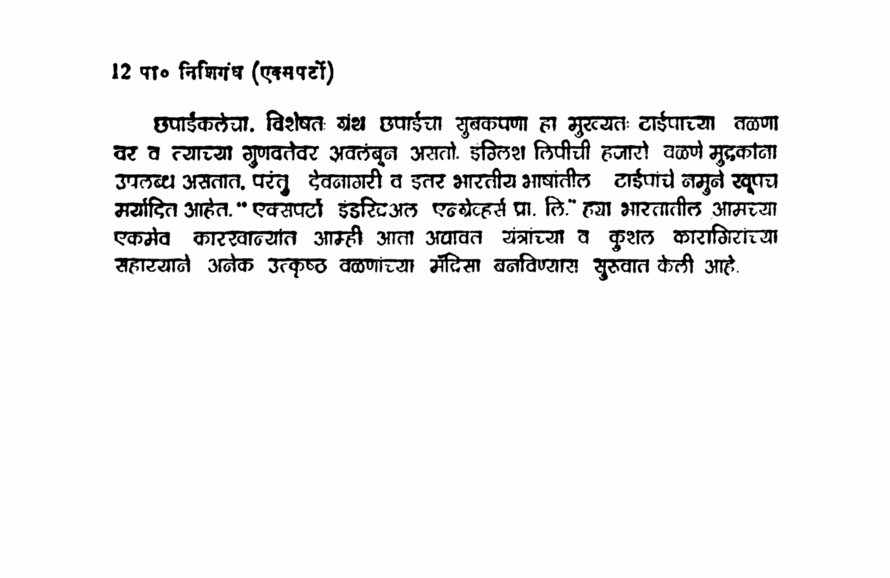 12 पा० निशिगंध (एक्सपर्टो)
छपाईकलेचा. विशेषतः ग्रंथ छपाईचा सुबकपणा हा मुख्यतः टाईपाच्या वळणा
वर व त्याच्या गुणवतेवर अवलंबून असतो. इंग्लिश लिपीची हजारो वळणे मुद्रकांना
उपलब्ध असतात. परंतु देवनागरी व इतर भारतीय भाषांतील टाईपांचे नमुने खूपच
मर्यादित आहेत. " एक्सपर्टो इंडस्ट्रिअल एन्ग्रेव्हर्स प्रा. लि." ह्या भारतातील आमच्या
एकमेव कारखान्यांत आम्ही आता अद्यावत यंत्रांच्या व कुशल कारागिरांच्या
सहाय्याने अनेक उत्कृष्ठ वळणांच्या मॅट्रिसा बनविण्यास सुरूवात केली आहे.